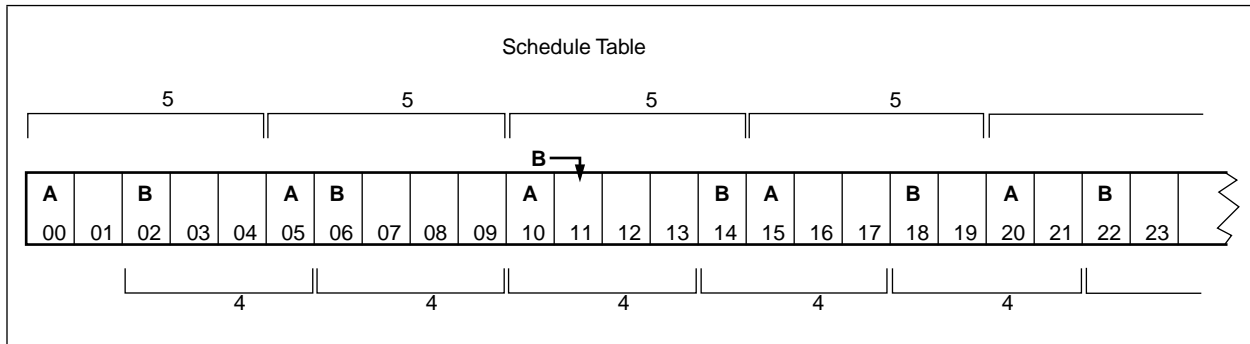 Schedule Table
5 5 5 5
B
A B A B A B A B A B
00 01 02 03 04 05 06 07 08 09 10 11 12 13 14 15 16 17 18 19 20 21 22 23
4 4 4 4 4